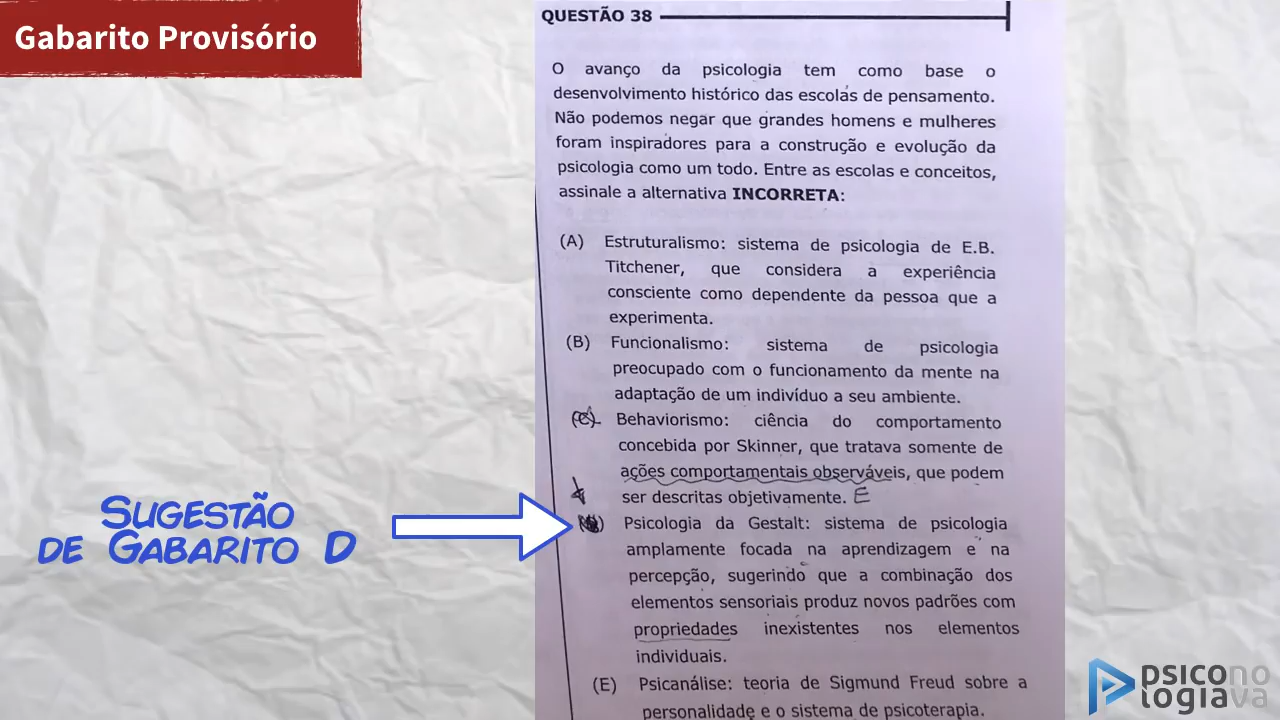 Gabarito Provisório
QUESTÃO 38
O avanço da psicologia tem como base o
desenvolvimento histórico das escolas de pensamento.
Não podemos negar que grandes homens e mulheres
foram inspiradores para a construção e evolução da
psicologia como um todo. Entre as escolas e conceitos,
assinale a alternativa INCORRETA:
(A) Estruturalismo: sistema de psicologia de E.B.
Titchener, que considera a experiência
consciente como dependente da pessoa que a
experimenta.
(B) Funcionalismo: sistema de psicologia
preocupado com o funcionamento da mente na
adaptação de um indivíduo a seu ambiente.
(C) Behaviorismo: ciência do comportamento
concebida por Skinner, que tratava somente de
ações comportamentais observáveis, que podem
ser descritas objetivamente. E
Psicologia da Gestalt: sistema de psicologia
amplamente focada na aprendizagem e na
percepção, sugerindo que a combinação dos
elementos sensoriais produz novos padrões com
propriedades inexistentes nos elementos
individuais.
(E) Psicanálise: teoria de Sigmund Freud sobre a
personalidade e o sistema de psicoterapia.
SUGESTÃO
DE GABARITO D
psicono
logiava